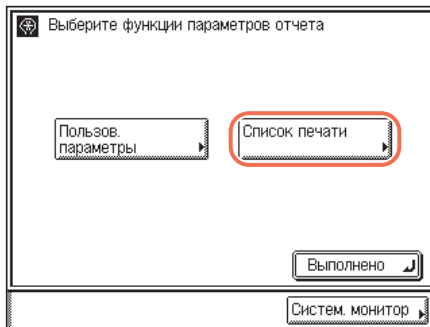 Выберите функции параметров отчета
Пользов.
параметры
Список печати
Выполнено
Систем. монитор